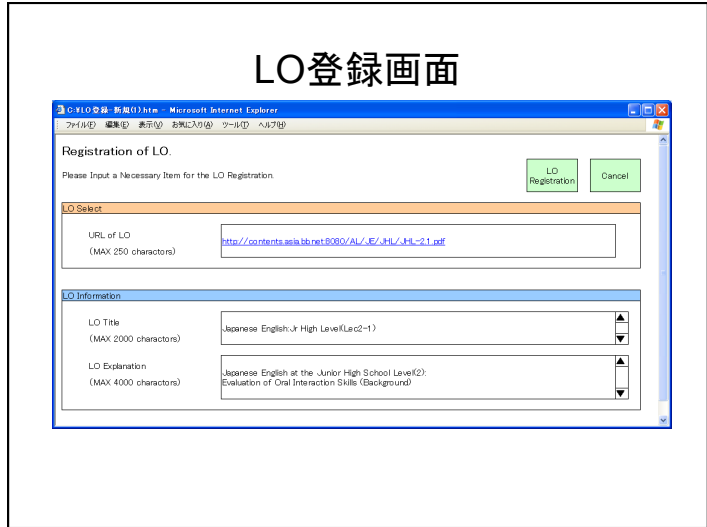 LO登録画面
C:¥LO登録-新規(1).htm - Microsoft Internet Explorer
ファイル(F) 編集(E) 表示(V) お気に入り(A) ツール(T) ヘルプ(H)
Registration of LO.
Please Input a Necessary Item for the LO Registration.
LO
Registration
Cancel
LO Select
URL of LO
(MAX 250 characters)
http://contents.asia.bb.net:8080/AL/JE/JHL/JHL-2.1.pdf
LO Information
LO Title
(MAX 2000 characters)
Japanese English:Jr High Level(Lec2-1)
LO Explanation
(MAX 4000 characters)
Japanese English at the Junior High School Level(2):
Evaluation of Oral Interaction Skills (Background)